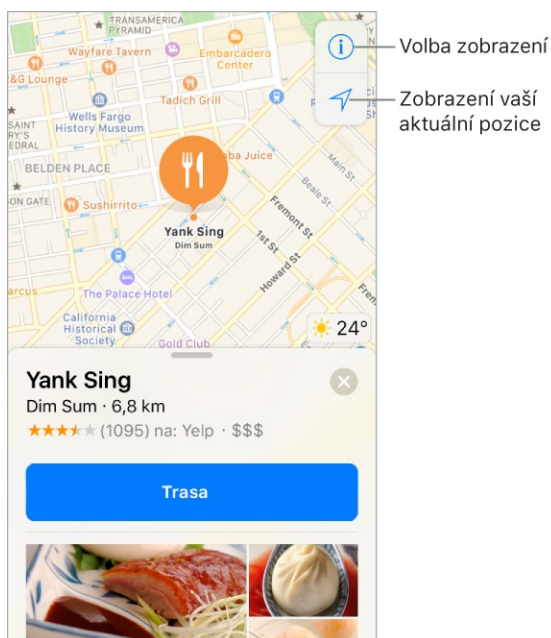 TRANSAMERICA
PYRAMID
Wayfare Tavern
Embarcadero
Center
&G Lounge
Tadich Grill
Wells Fargo
History Museum
SAINT
RY'S
EDRAL
ba Juice
BELDEN PLACE
Main St
Beale St
ON GATE
Sushirrito
Fremont St
Yank Sing
Dim Sum
1st St
Howard St
arcus
The Palace Hotel
Fren
California
Historical
Society
Gold Club
24°
Volba zobrazení
Zobrazení vaší
aktuální pozice
Yank Sing
Dim Sum · 6,8 km
(1095) na: Yelp · $$$
Trasa